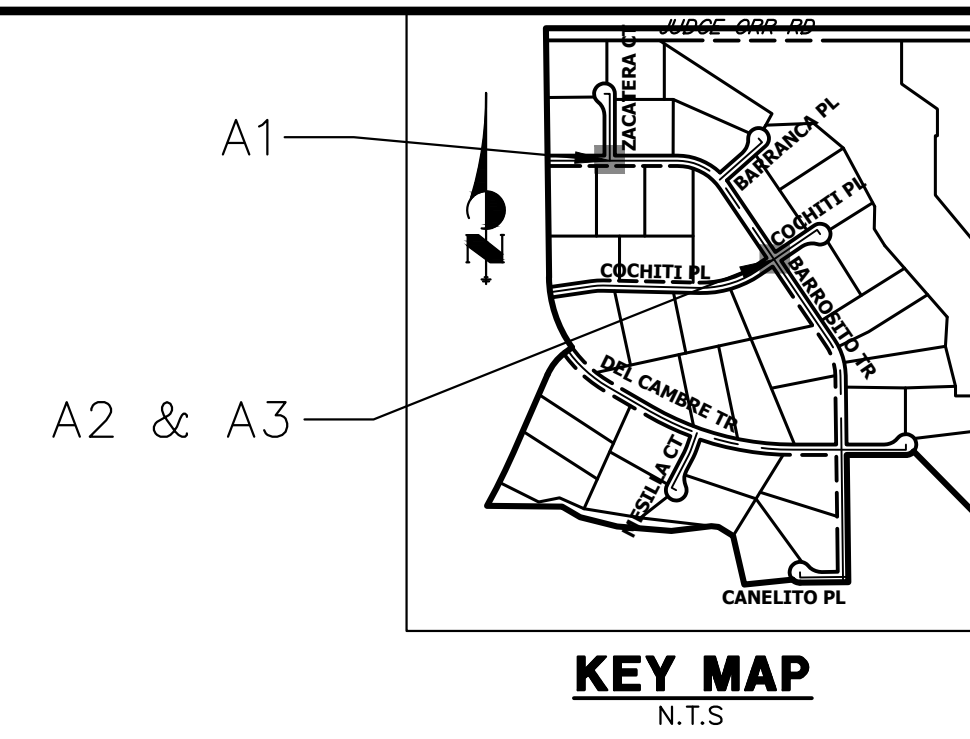 JUDGE ORR RD
ZACATERA CT
A1
BARRANCA PL
COCHITI PL
N
COCHITI PL
BARROSITO TR
DEL CAMBRE TR
A2 & A3
MESILLA CT
CANELITO PL
KEY MAP
N.T.S